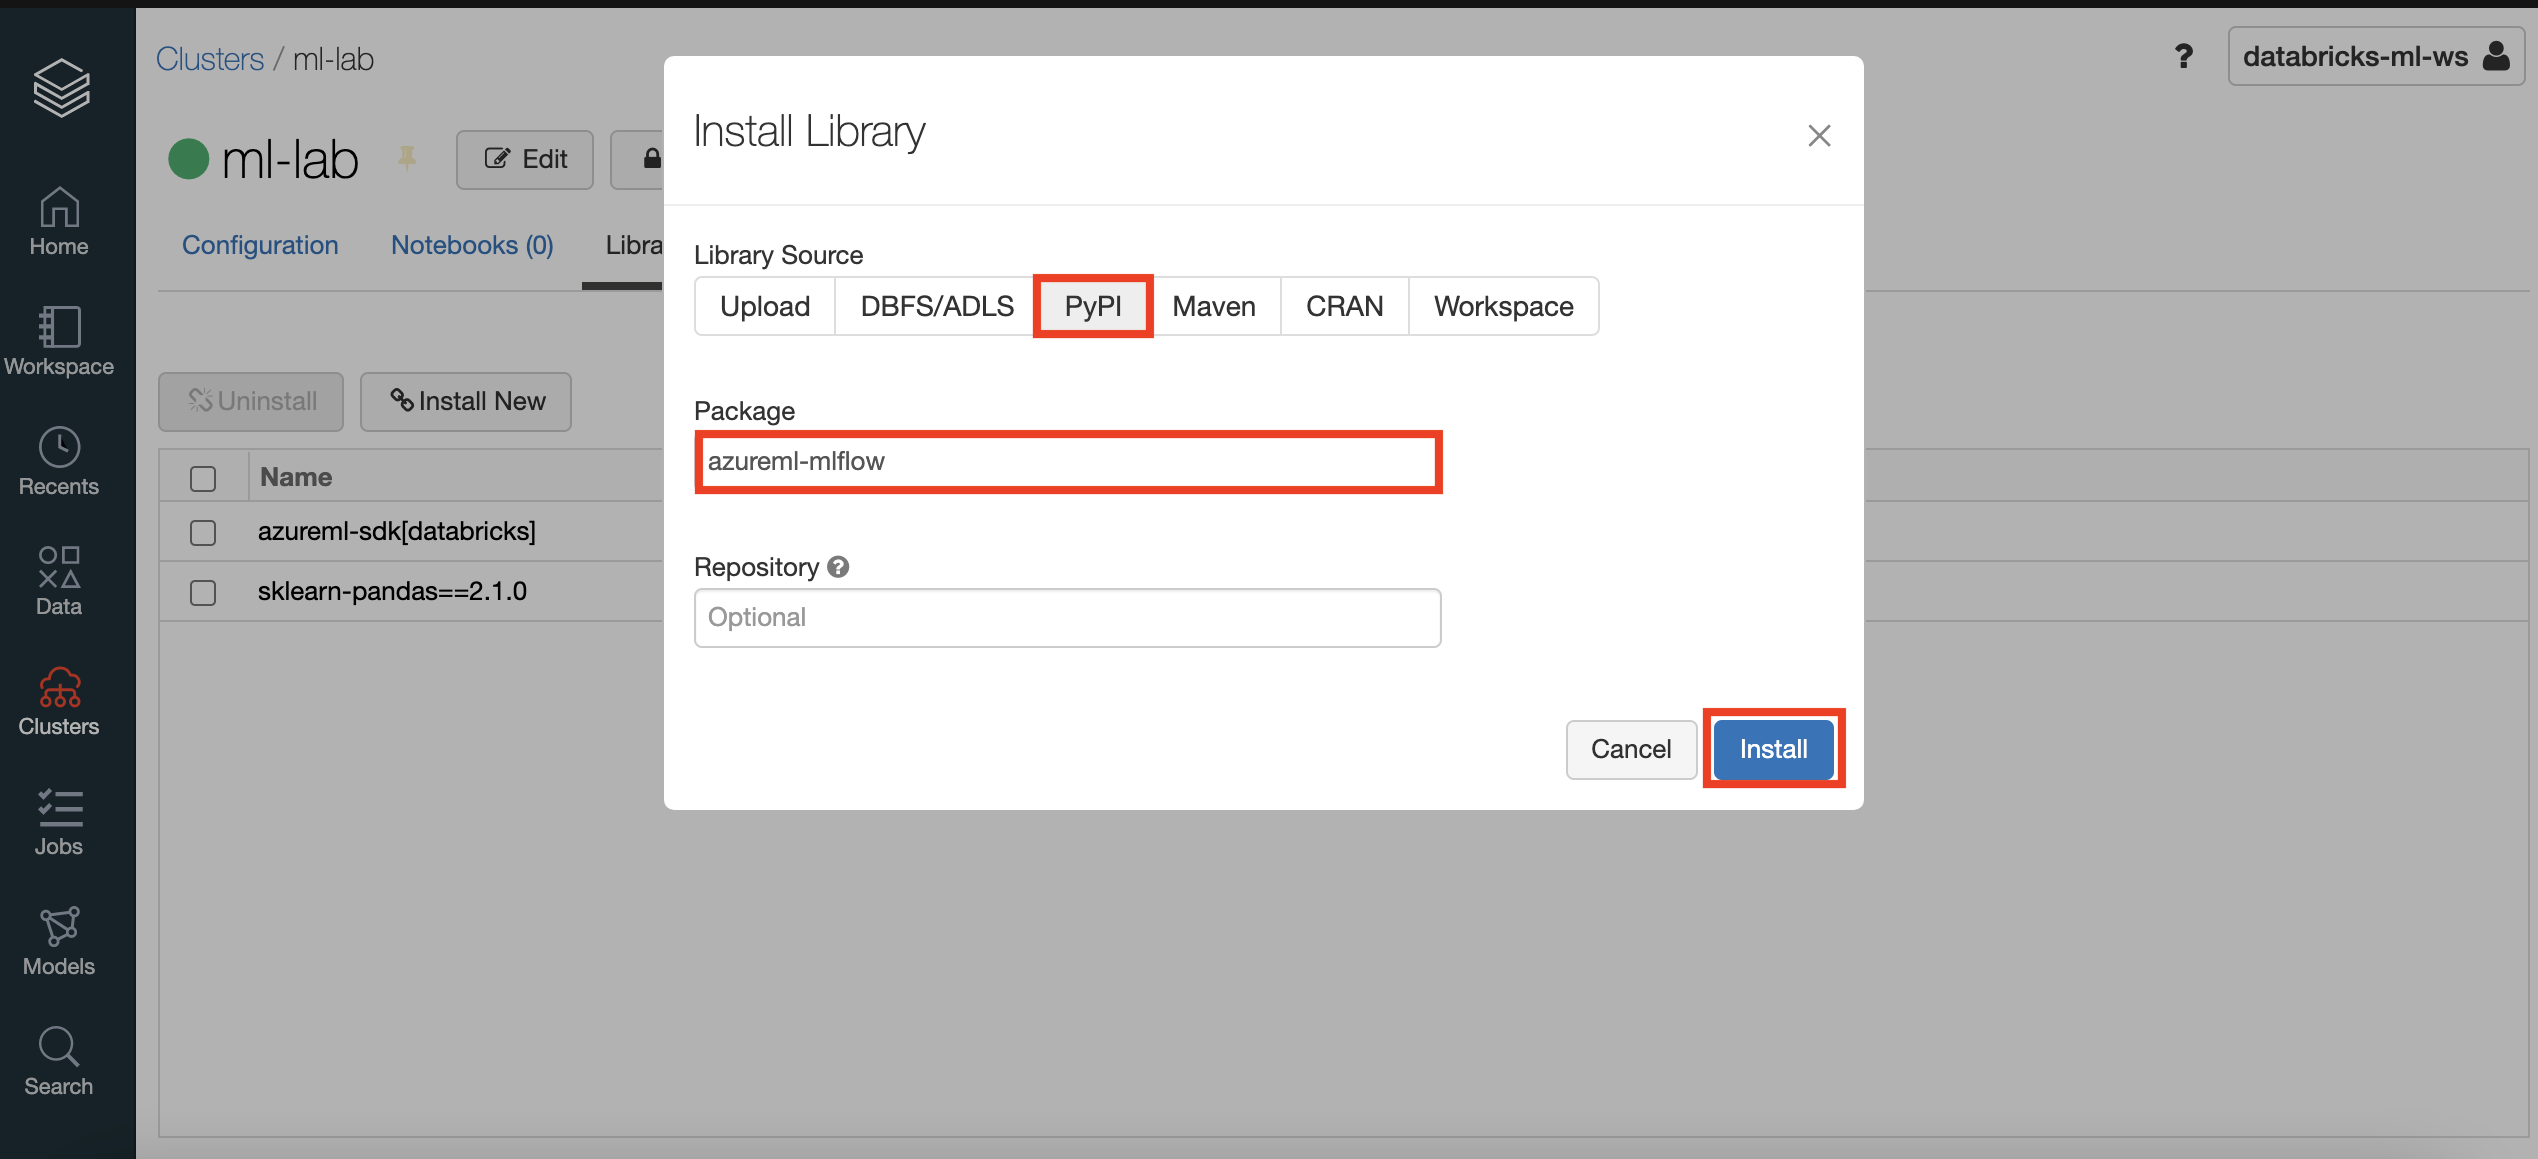 Clusters / ml-lab
? databricks-ml-ws
ml-lab
Edit
Configuration
Notebooks (0)
Libra
Uninstall
Install New
Name
azureml-sdk[databricks]
sklearn-pandas==2.1.0
Home
Workspace
Recents
Data
Clusters
Jobs
Models
Search
Install Library
Library Source
Upload DBFS/ADLS PyPI Maven CRAN Workspace
Package
azureml-mlflow
Repository ?
Optional
Cancel Install